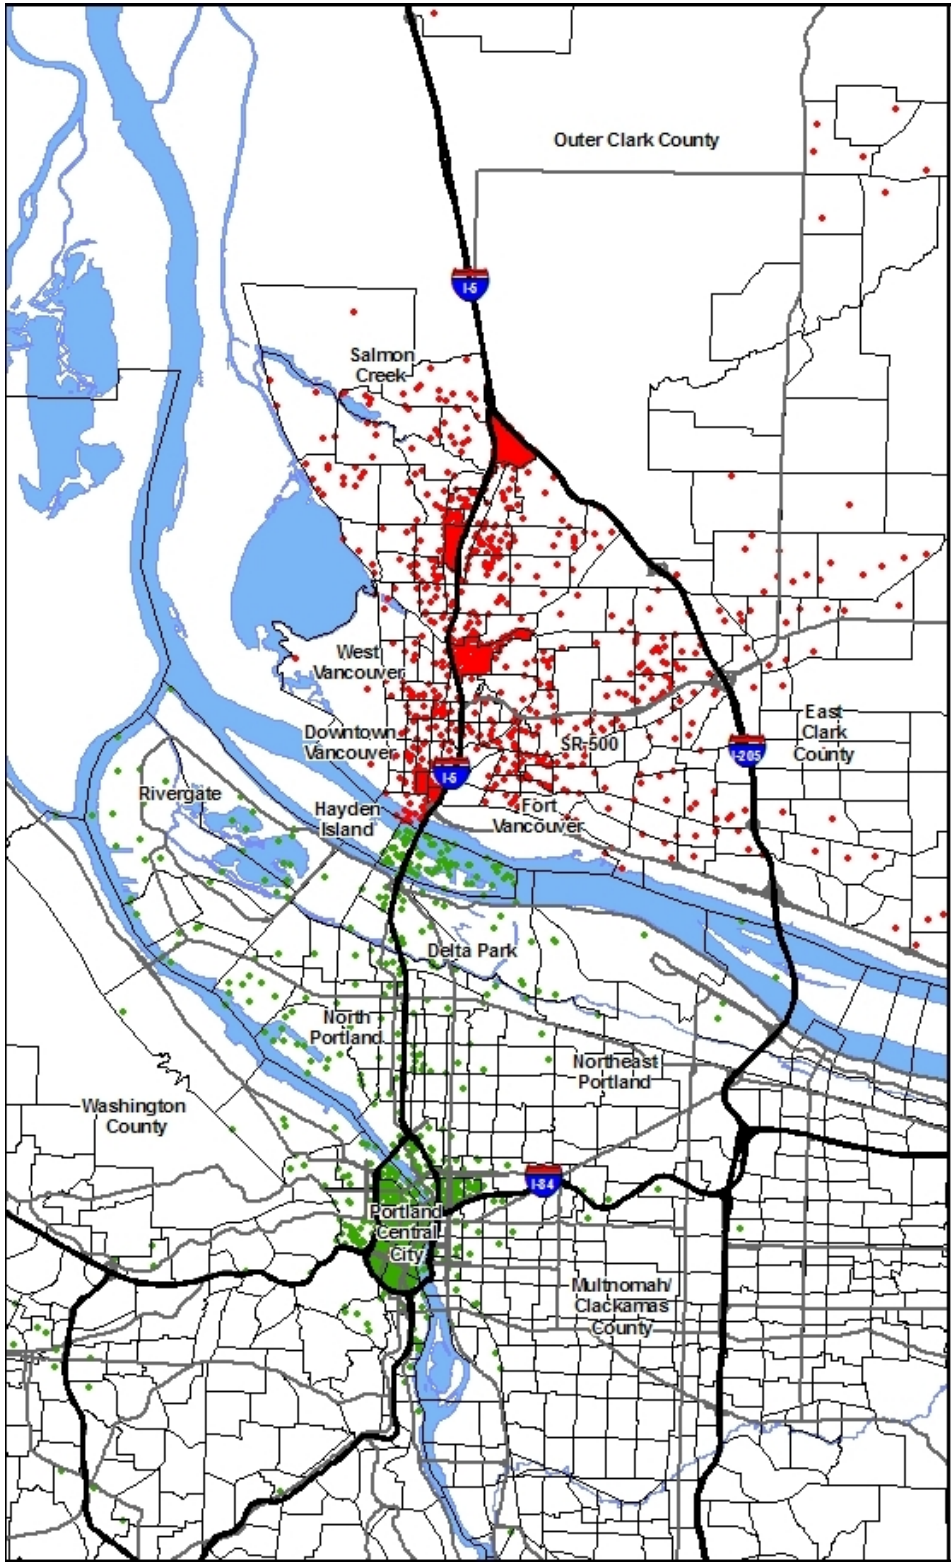 Outer Clark County
I-5
Salmon
Creek
West
Vancouver
Downtown
Vancouver
SR-500
East
Clark
County
I-205
I-5
Rivergate
Hayden
Island
Fort
Vancouver
Delta Park
North
Portland
Northeast
Portland
Washington
County
I-84
Portland
Central
City
Multnomah/
Clackamas
County